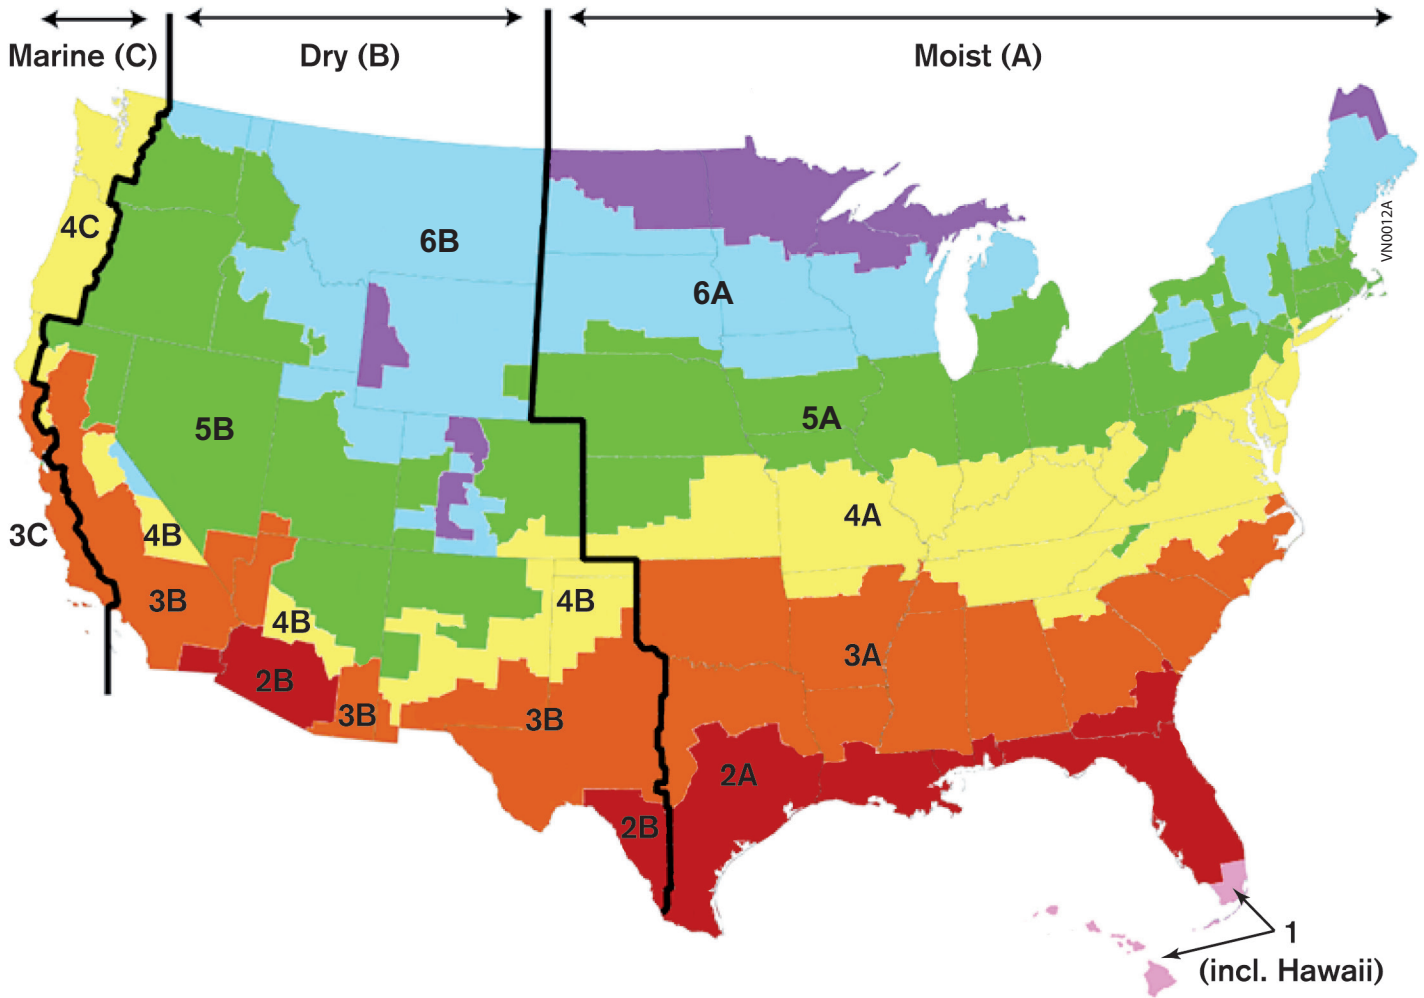 Marine (C)
Dry (B)
Moist (A)
VN0012A
4C
6B
6A
5B
5A
4A
3C
4B
3B
4B
4B
3A
2B
3B
3B
2A
2B
1
(incl. Hawaii)